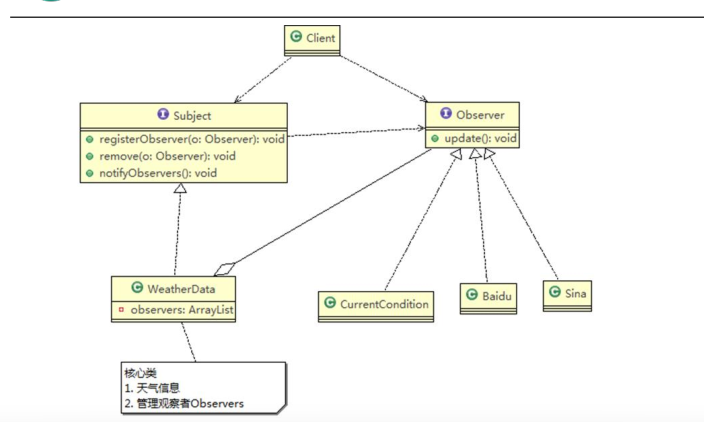 Client
Subject
registerObserver(o: Observer): void
remove(o: Observer): void
notifyObservers(): void
Observer
update(): void
WeatherData
observers: ArrayList
CurrentCondition
Baidu
Sina
核心类
1. 天气信息
2. 管理观察者Observers